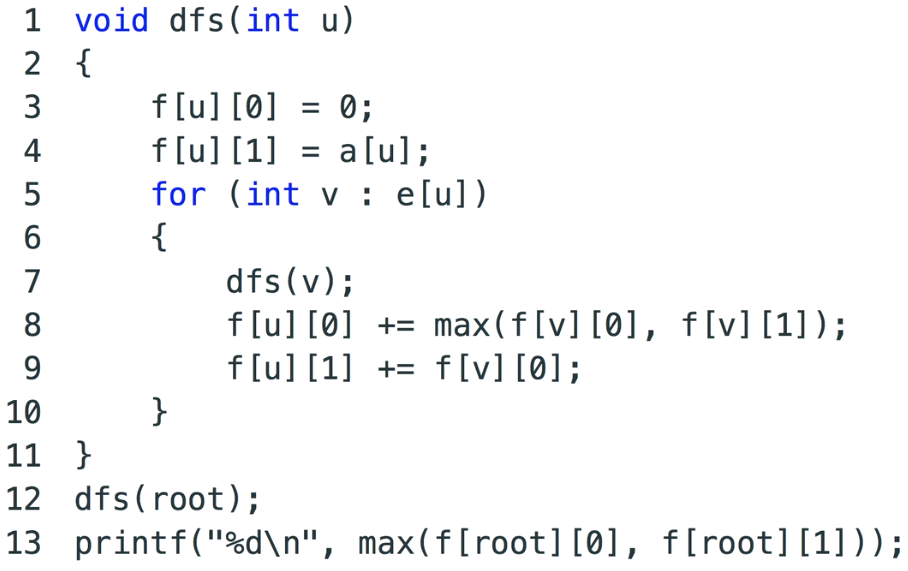 1 void dfs(int u)
2 {
3 f[u][0] = 0;
4 f[u][1] = a[u];
5 for (int v : e[u])
6 {
7 dfs(v);
8 f[u][0] += max(f[v][0], f[v][1]);
9 f[u][1] += f[v][0];
10 }
11 }
12 dfs(root);
13 printf("%d\n", max(f[root][0], f[root][1]));